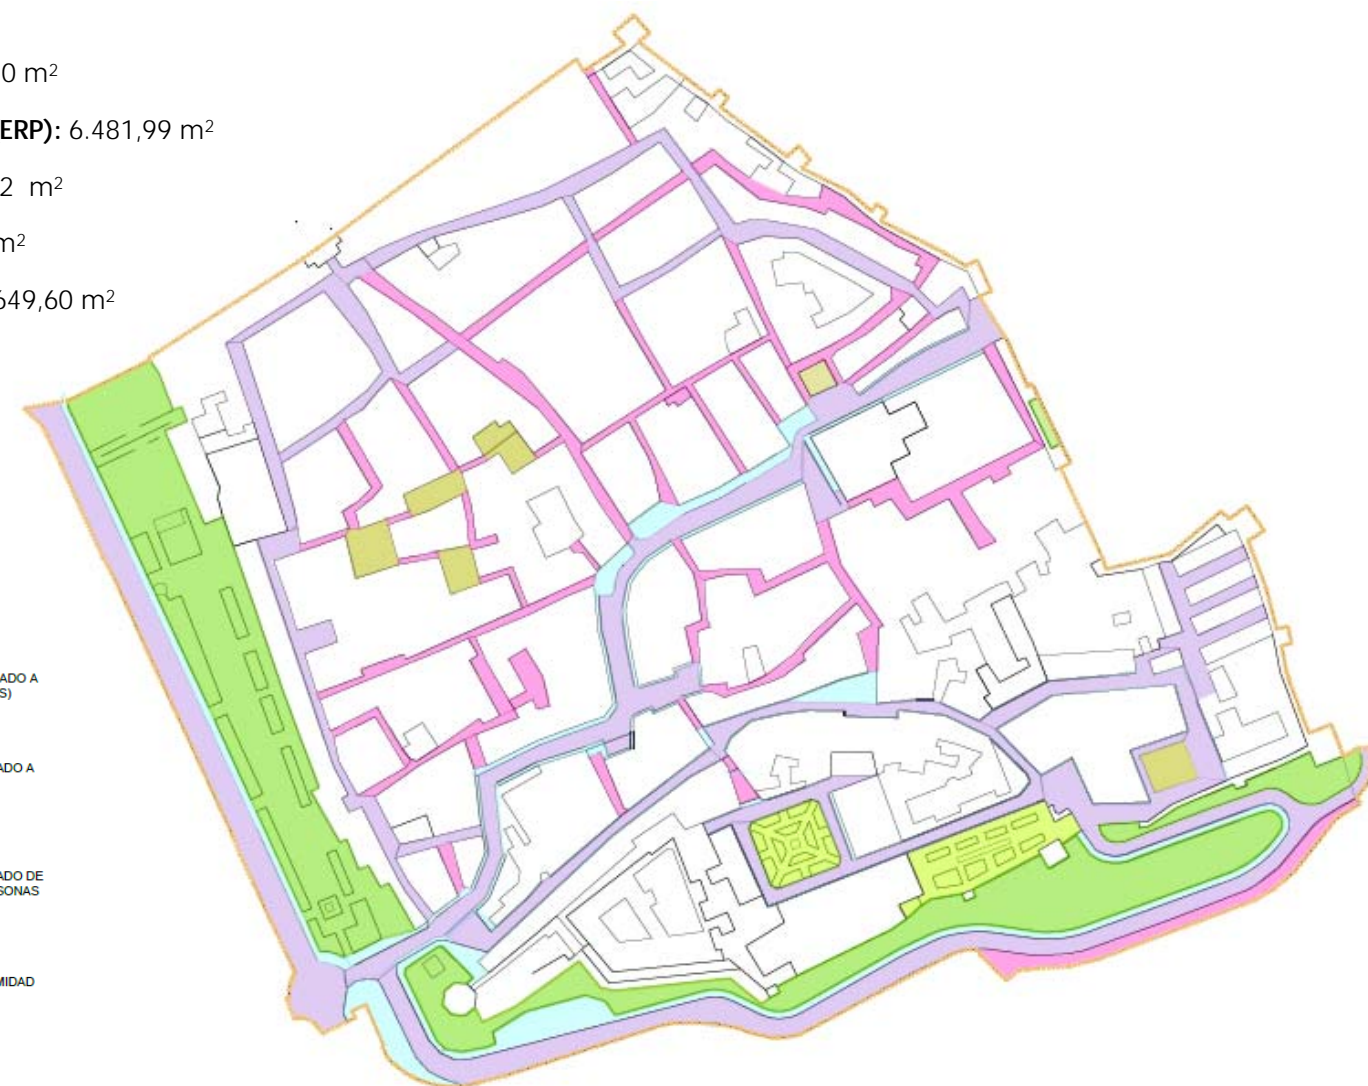 0 m²
ERP): 6.481,99 m²
2 m²
m²
649,60 m²
ADO A
S)
ADO A
ADO DE
SONAS
MIDAD